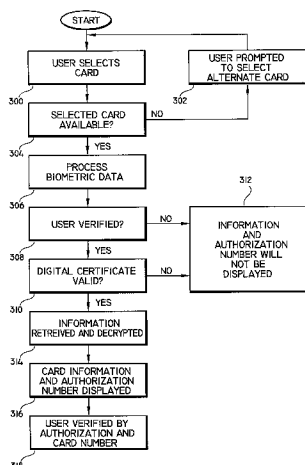 START
USER SELECTS
CARD
300
USER PROMPTED
TO SELECT
ALTERNATE CARD
302
SELECTED CARD
AVAILABLE?
NO
304
YES
PROCESS
BIOMETRIC DATA
306
USER VERIFIED?
NO
308
YES
312
INFORMATION
AND
AUTHORIZATION
NUMBER WILL
NOT BE
DISPLAYED
DIGITAL CERTIFICATE
VALID?
NO
310
YES
INFORMATION
RETREIVED AND DECRYPTED
314
CARD INFORMATION
AND AUTHORIZATION
NUMBER DISPLAYED
316
USER VERIFIED BY
AUTHORIZATION AND
CARD NUMBER